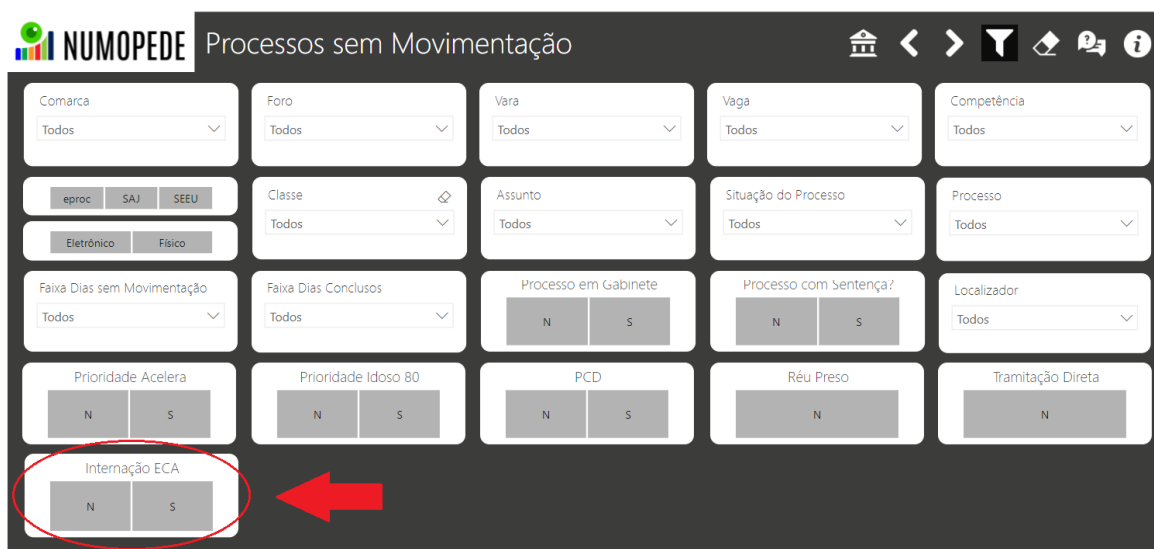 NUMOPEDE Processos sem Movimentação
Comarca
Todos
Foro
Todos
Vara
Todos
Vaga
Todos
Competência
Todos
eproc SAJ SEEU
Eletrônico Físico
Classe
Todos
Assunto
Todos
Situação do Processo
Todos
Processo
Todos
Faixa Dias sem Movimentação
Todos
Faixa Dias Conclusos
Todos
Processo em Gabinete
N S
Processo com Sentença?
N S
Localizador
Todos
Prioridade Acelera
N S
Prioridade Idoso 80
N S
PCD
N S
Réu Preso
N
Tramitação Direta
N
Internação ECA
N S